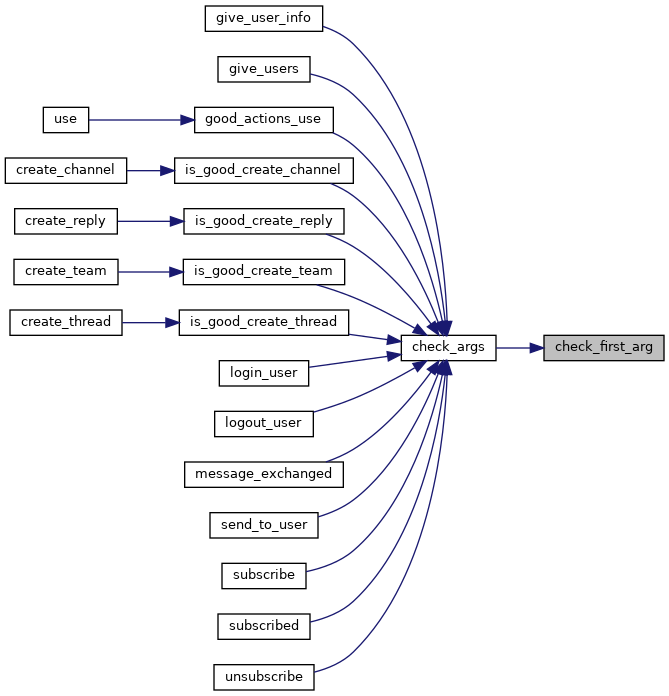 give_user_info
give_users
use
good_actions_use
create_channel
is_good_create_channel
create_reply
is_good_create_reply
create_team
is_good_create_team
create_thread
is_good_create_thread
check_args
check_first_arg
login_user
logout_user
message_exchanged
send_to_user
subscribe
subscribed
unsubscribe